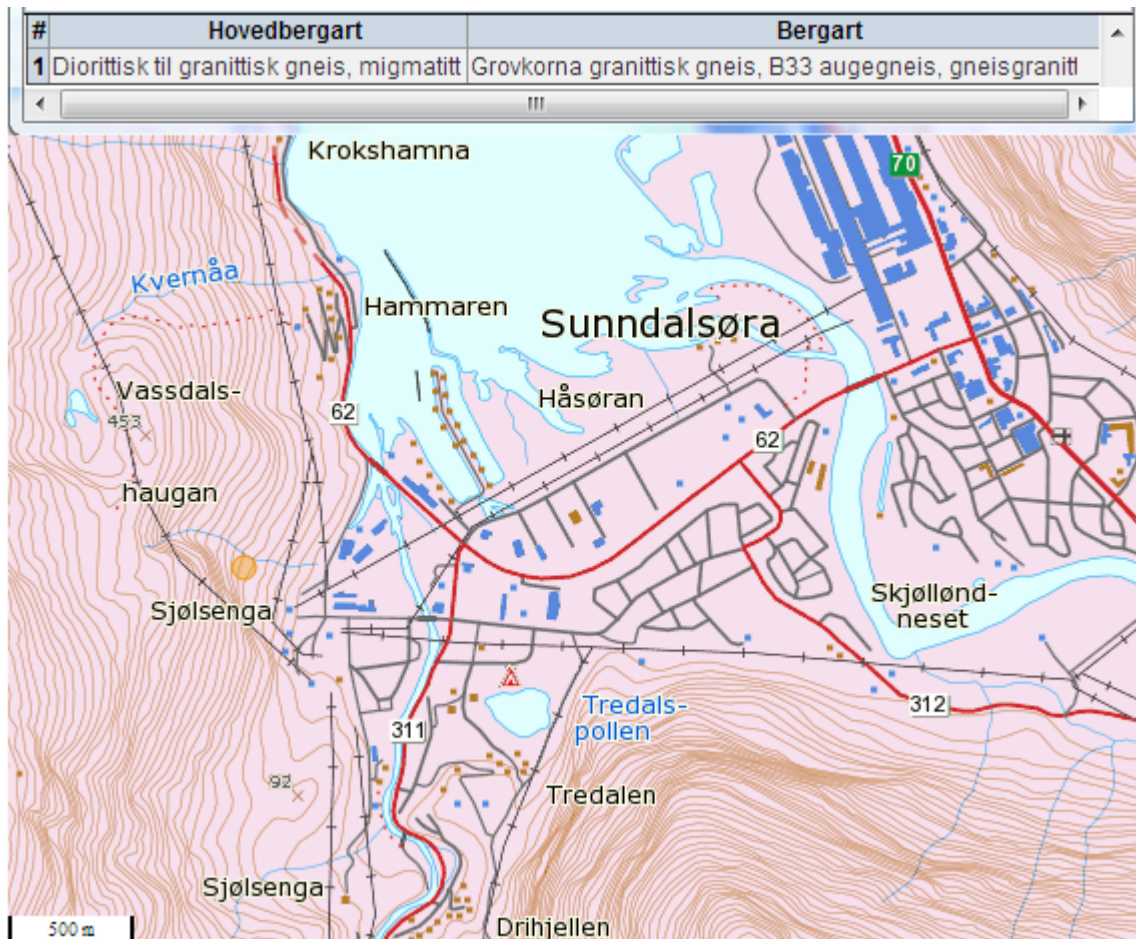 # Hovedbergart Bergart
1 Diorittisk til granittisk gneis, migmatitt Grovkorna granittisk gneis, B33 augegneis, gneisgranitt
Krokshamna
70
Kvernåa
Hammaren
Sunndalsøra
Vassdals-
453
haugan
Håsøran
62
62
Sjølsenga
Skjøllønd-
neset
Tredals-
pollen
311
312
92
Tredalen
Sjølsenga
500 m
Drihjellen